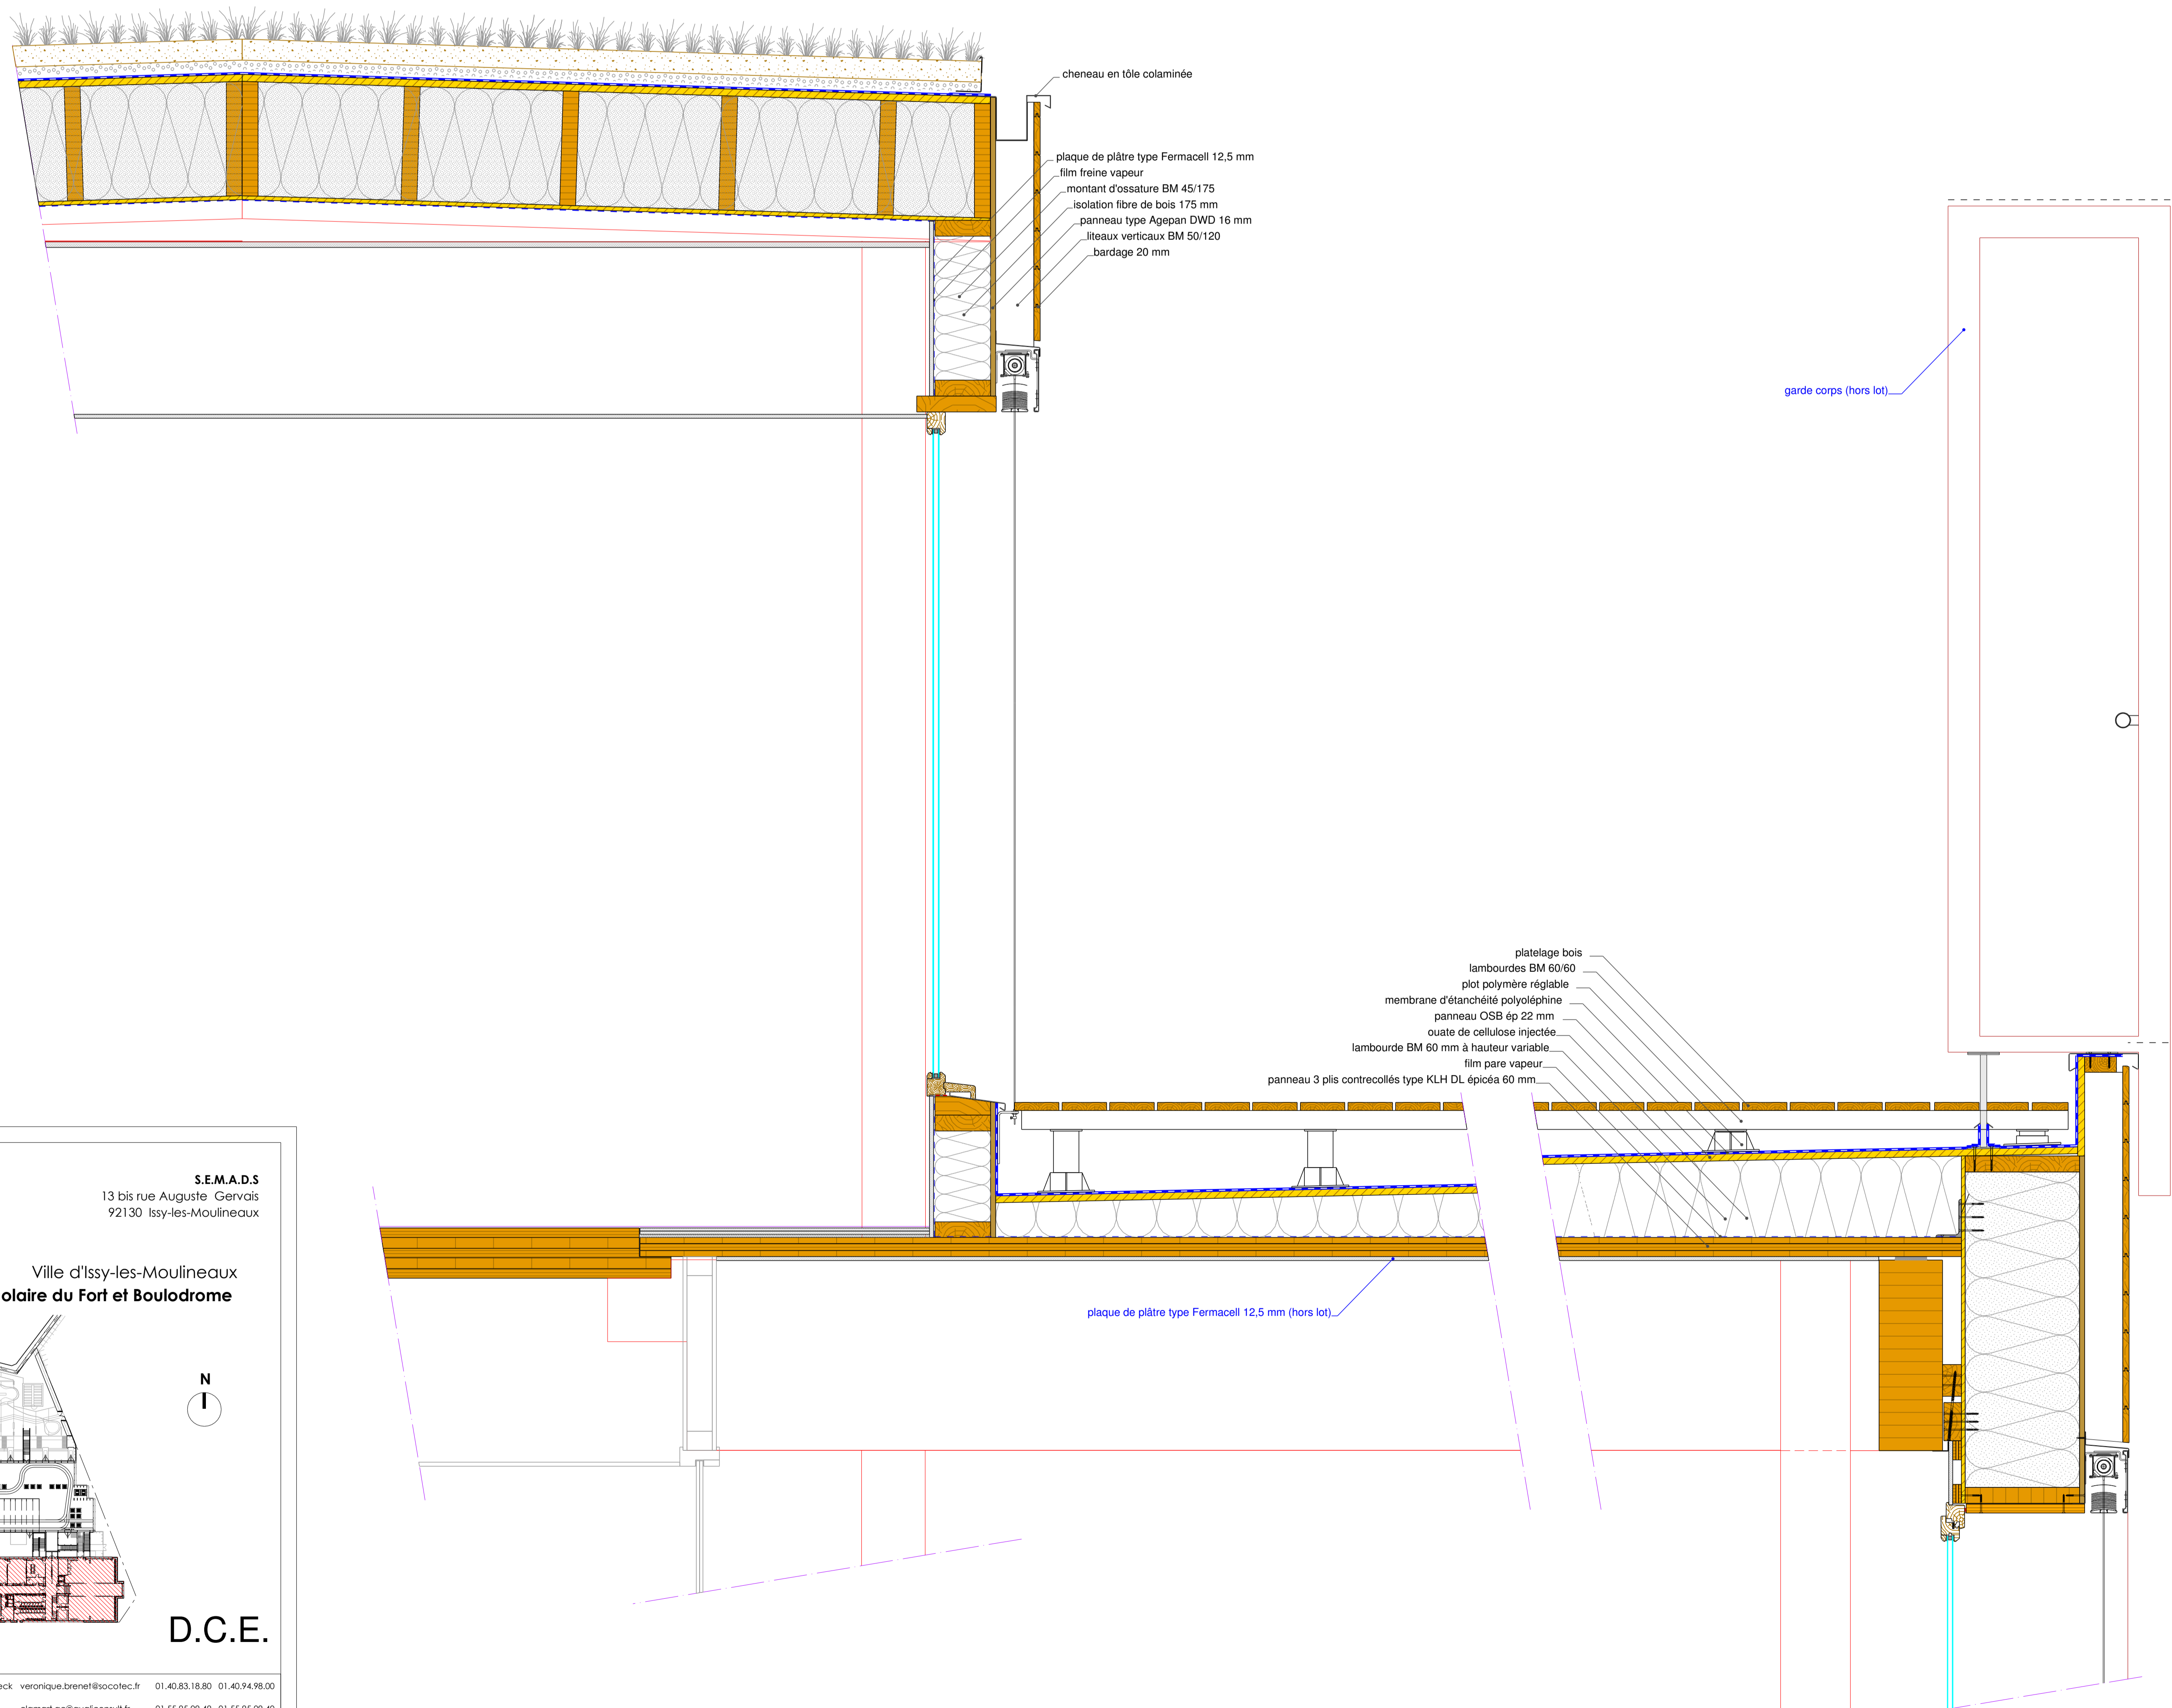 cheneau en tôle colaminée
plaque de plâtre type Fermacell 12,5 mm
film freine vapeur
montant d'ossature BM 45/175
isolation fibre de bois 175 mm
panneau type Agepan DWD 16 mm
liteaux verticaux BM 50/120
bardage 20 mm
garde corps (hors lot)
platelage bois
lambourdes BM 60/60
plot polymère réglable
membrane d'étanchéité polyoléphine
panneau OSB ép 22 mm
ouate de cellulose injectée
lambourde BM 60 mm à hauteur variable
film pare vapeur
panneau 3 plis contrecollés type KLH DL épicéa 60 mm
plaque de plâtre type Fermacell 12,5 mm (hors lot)
S.E.M.A.D.S
13 bis rue Auguste Gervais
92130 Issy-les-Moulineaux
Ville d'Issy-les-Moulineaux
olaire du Fort et Boulodrome
N
D.C.E.
eck veronique.brenet@socotec.fr 01.40.83.18.80 01.40.94.98.00